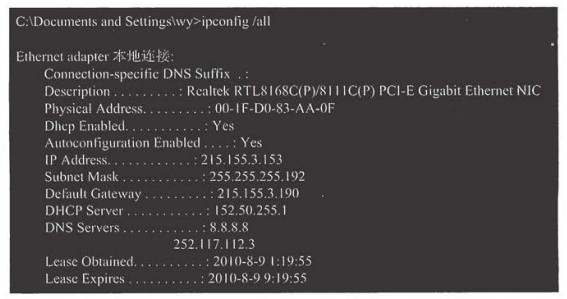 C:\Documents and Settings\wy>ipconfig /all
Ethernet adapter 本地连接:
Connection-specific DNS Suffix . :
Description . . . . . . . . : Realtek RTL8168C(P)/8111C(P) PCI-E Gigabit Ethernet NIC
Physical Address. . . . . . . . : 00-1F-D0-83-AA-0F
Dhcp Enabled. . . . . . . . . . . : Yes
Autoconfiguration Enabled . . . . : Yes
IP Address. . . . . . . . . . . . : 215.155.3.153
Subnet Mask . . . . . . . . . . . : 255.255.255.192
Default Gateway . . . . . . . . . : 215.155.3.190
DHCP Server . . . . . . . . . . . : 152.50.255.1
DNS Servers . . . . . . . . . . . : 8.8.8.8
252.117.112.3
Lease Obtained. . . . . . . . . . : 2010-8-9 1:19:55
Lease Expires . . . . . . . . . . : 2010-8-9 9:19:55